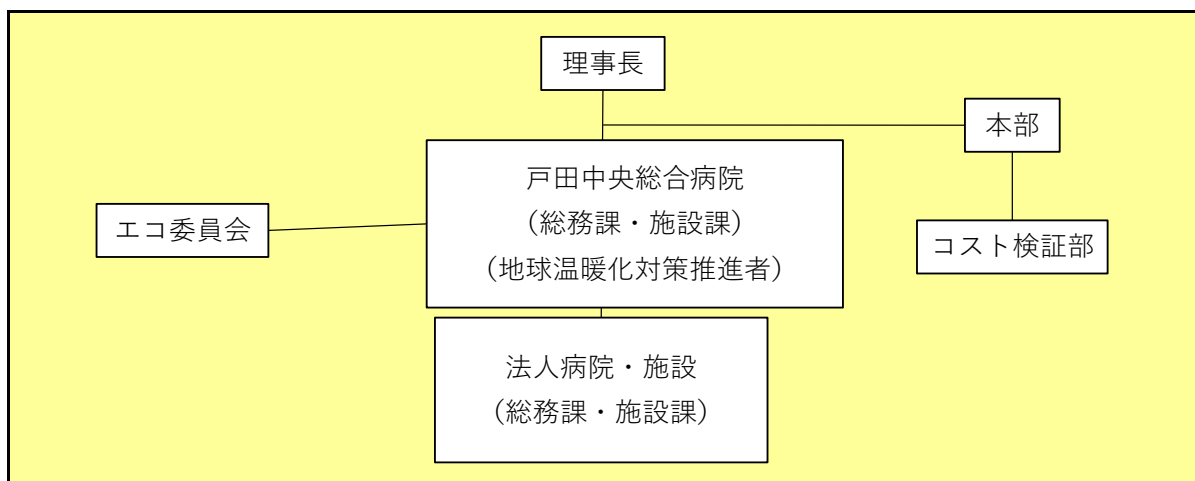 理事長
本部
戸田中央総合病院
（総務課・施設課）
（地球温暖化対策推進者）
エコ委員会
コスト検証部
法人病院・施設
（総務課・施設課）